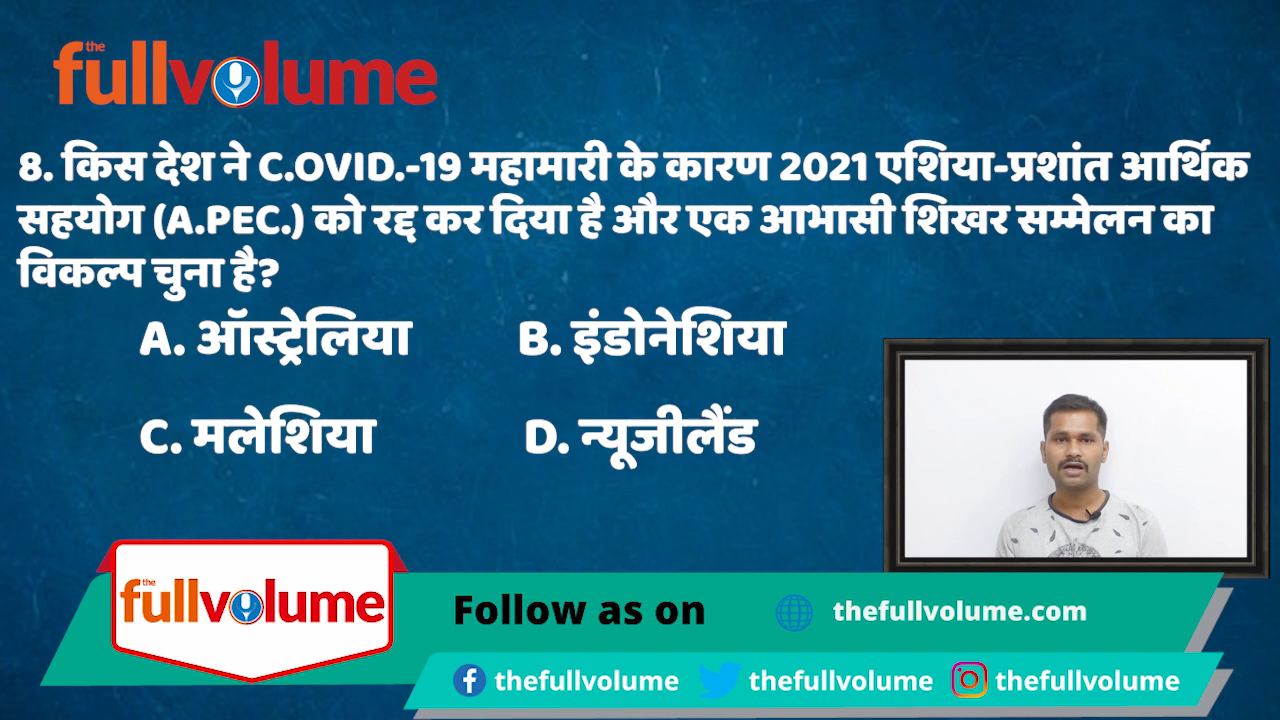 the
fullvolume
8. किस देश ने C.OVID.-19 महामारी के कारण 2021 एशिया-प्रशांत आर्थिक
सहयोग (A.PEC.) को रद्द कर दिया है और एक आभासी शिखर सम्मेलन का
विकल्प चुना है?
A. ऑस्ट्रेलिया B. इंडोनेशिया
C. मलेशिया D. न्यूजीलैंड
the
fullvolume
Follow as on thefullvolume.com
thefullvolume thefullvolume thefullvolume